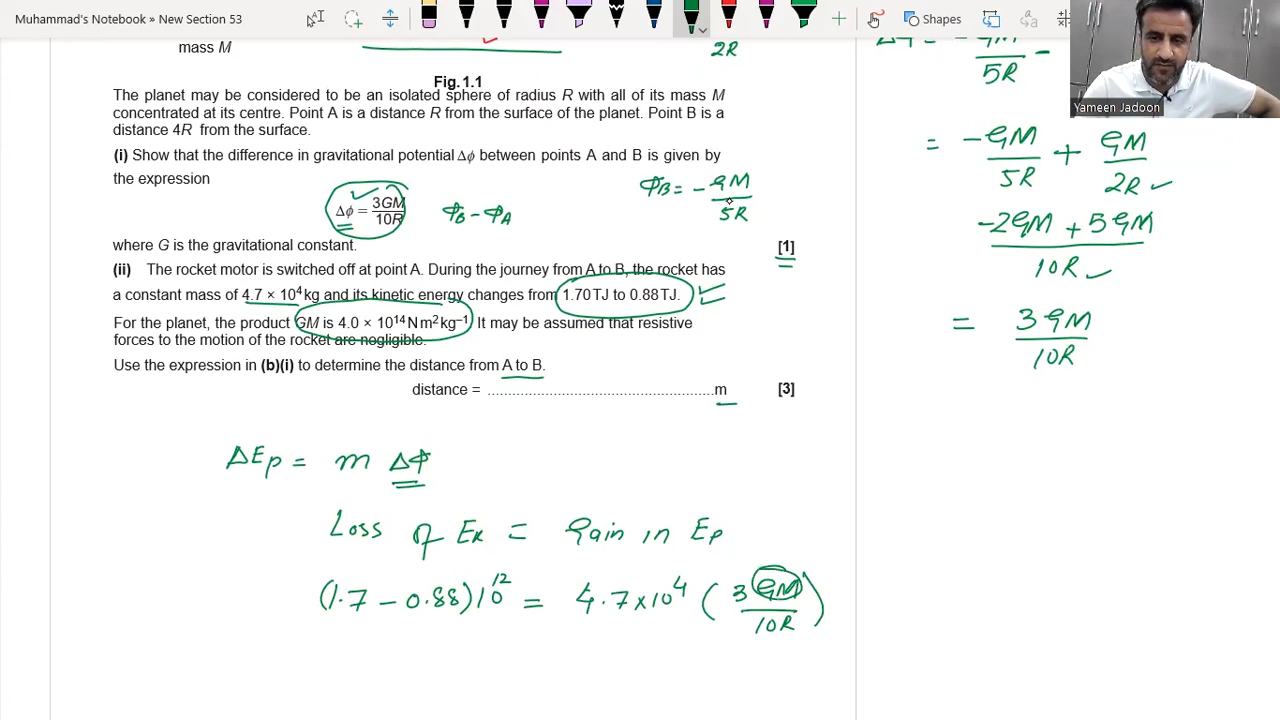 Muhammad's Notebook » New Section 53
Shapes
Yameen Jadoon
mass M
2R
Fig.1.1
The planet may be considered to be an isolated sphere of radius R with all of its mass M
concentrated at its centre. Point A is a distance R from the surface of the planet. Point B is a
distance 4R from the surface.
(i) Show that the difference in gravitational potential Δϕ between points A and B is given by
the expression
Δϕ = 3GM/10R
ϕB - ϕA
ϕB = - GM/5R
where G is the gravitational constant.
[1]
(ii) The rocket motor is switched off at point A. During the journey from A to B, the rocket has
a constant mass of 4.7 × 10⁴kg and its kinetic energy changes from 1.70TJ to 0.88TJ.
For the planet, the product GM is 4.0 × 10¹⁴Nm²kg⁻¹. It may be assumed that resistive
forces to the motion of the rocket are negligible.
Use the expression in (b)(i) to determine the distance from A to B.
distance = ......................................................m [3]
ΔEp = m Δϕ
Loss of Ek = Gain in Ep
(1.7 - 0.88)10¹² = 4.7×10⁴ (3GM/10R)
5R -
= -GM/5R + GM/2R
-2GM + 5GM
10R
= 3GM/10R